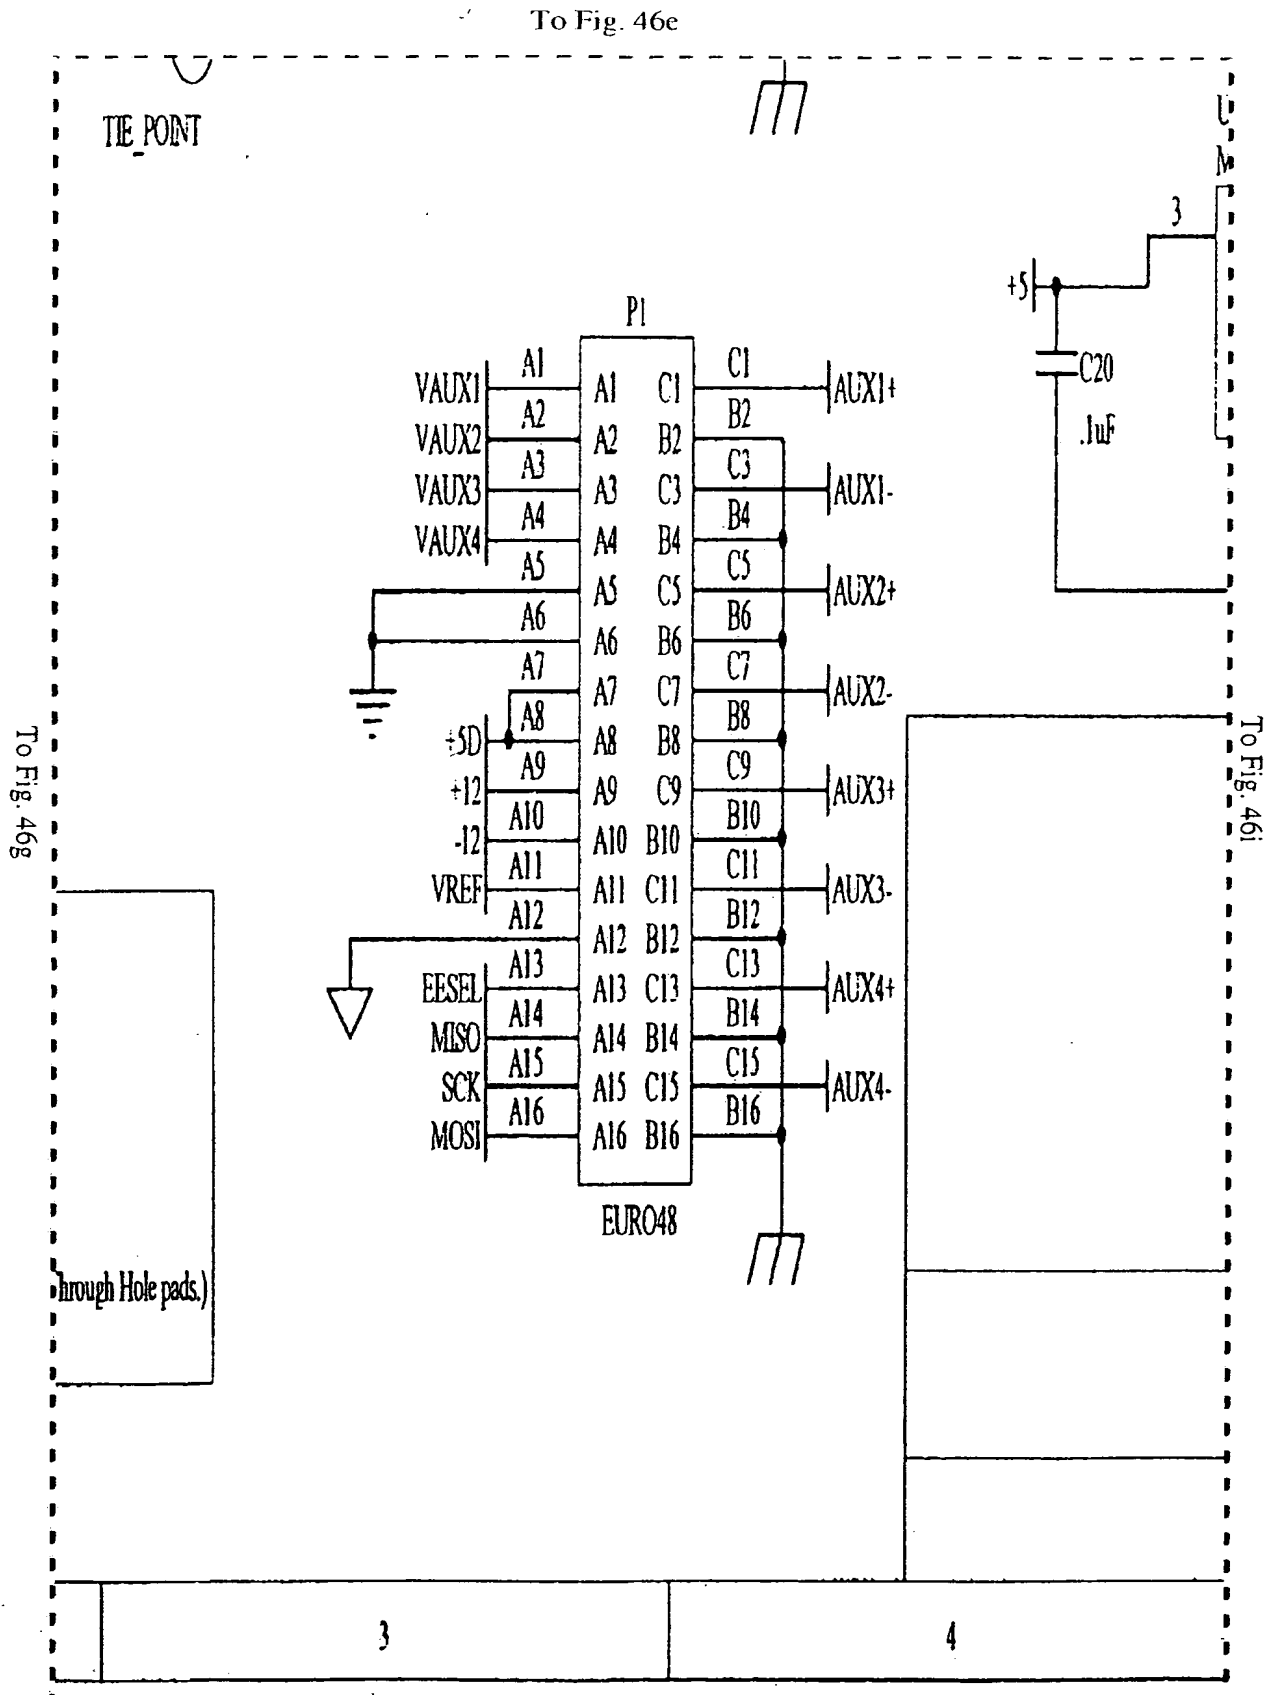 To Fig. 46e
TIE_POINT
3
+5
C20
.1uF
P1
A1 C1
VAUX1 A1 C1 AUX1+
A2 B2
VAUX2 A2 B2
A3 C3
VAUX3 A3 C3 AUX1-
A4 B4
VAUX4 A4 B4
A5 C5
A5 C5 AUX2+
A6 B6
A6 B6
A7 C7
A7 C7 AUX2-
A8 B8
+5D A8 B8
A9 C9
+12 A9 C9 AUX3+
A10 B10
-12 A10 B10
A11 C11
VREF A11 C11 AUX3-
A12 B12
A12 B12
A13 C13
EESEL A13 C13 AUX4+
A14 B14
MISO A14 B14
A15 C15
SCK A15 C15 AUX4-
A16 B16
MOSI A16 B16
EURO48
To Fig. 46g
To Fig. 46i
hrough Hole pads.)
3 4